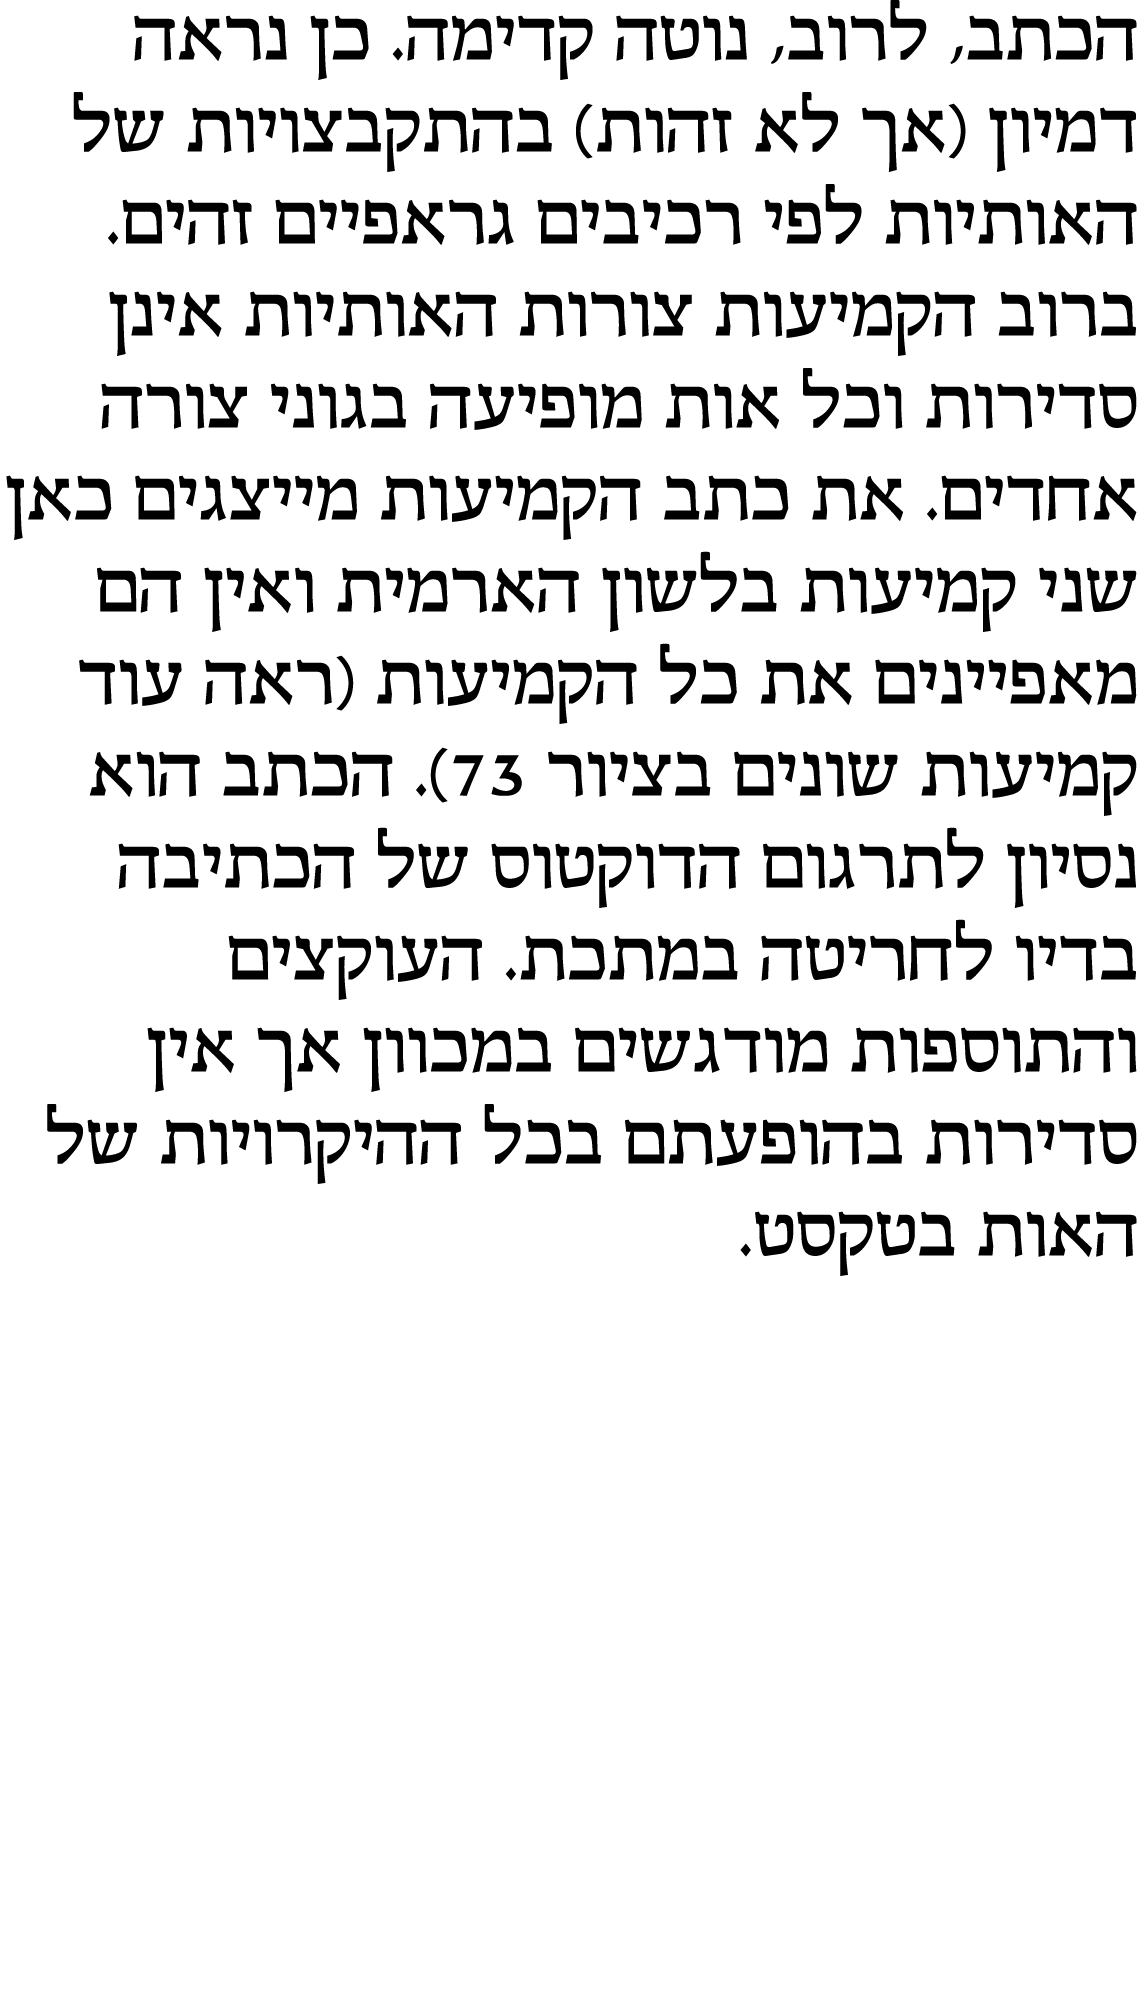 הכתב, לרוב, נוטה קדימה. כן נראה
דמיון (אך לא זהות) בהתקבצויות של
האותיות לפי רכיבים גראפיים זהים.
ברוב הקמיעות צורות האותיות אינן
סדירות וכל אות מופיעה בגוני צורה
אחדים. את כתב הקמיעות מייצגים כאן
שני קמיעות בלשון הארמית ואין הם
מאפיינים את כל הקמיעות (ראה עוד
קמיעות שונים בציור 73). הכתב הוא
נסיון לתרגום הדוקטוס של הכתיבה
בדיו לחריטה במתכת. העוקצים
והתוספות מודגשים במכוון אך אין
סדירות בהופעתם בכל ההיקרויות של
האות בטקסט.